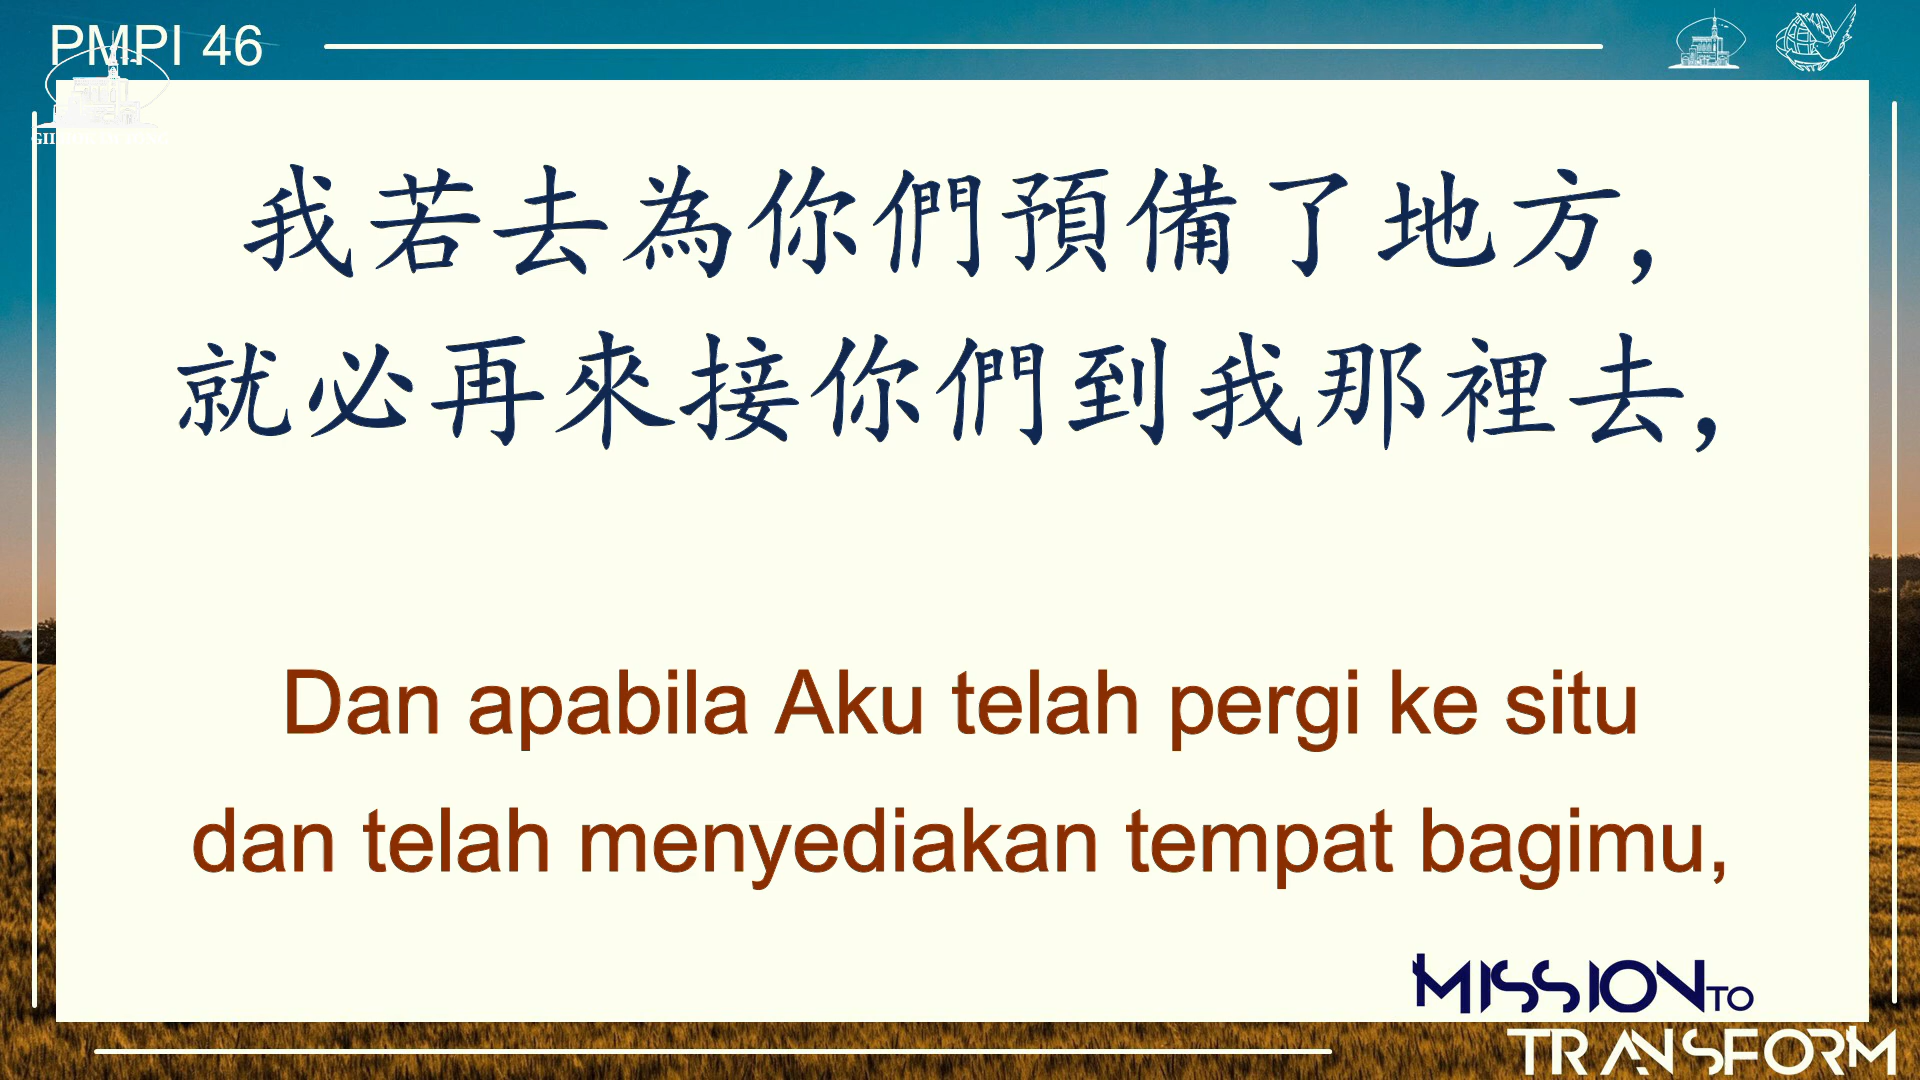 PMPI 46
我若去為你們預備了地方,
就必再來接你們到我那裡去,
Dan apabila Aku telah pergi ke situ
dan telah menyediakan tempat bagimu,
MISSION TO
TRANSFORM